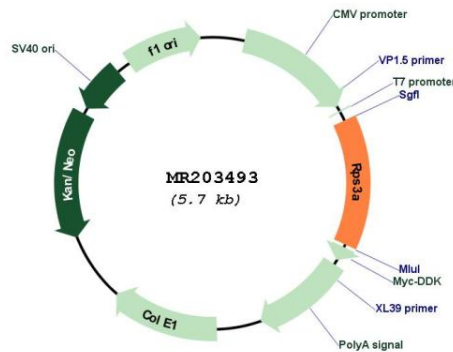 CMV promoter
VP1.5 primer
T7 promoter
SgfI
Rps3a
MluI
Myc-DDK
XL39 primer
PolyA signal
Col E1
Kan/Neo
SV40 ori
f1 ori
MR203493
(5.7 kb)